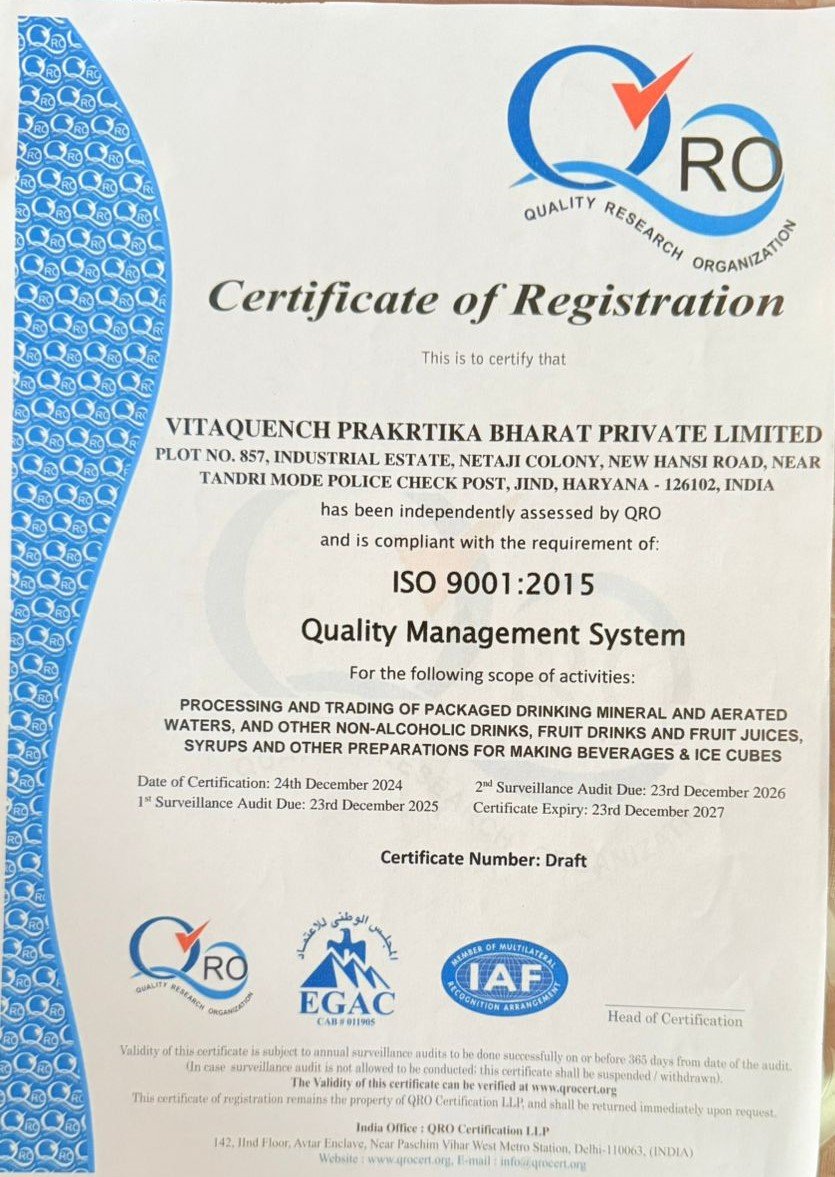 QRO
QUALITY RESEARCH ORGANIZATION
Certificate of Registration
This is to certify that
VITAQUENCH PRAKRTIKA BHARAT PRIVATE LIMITED
PLOT NO. 857, INDUSTRIAL ESTATE, NETAJI COLONY, NEW HANSI ROAD, NEAR
TANDRI MODE POLICE CHECK POST, JIND, HARYANA - 126102, INDIA
has been independently assessed by QRO
and is compliant with the requirement of:
ISO 9001:2015
Quality Management System
For the following scope of activities:
PROCESSING AND TRADING OF PACKAGED DRINKING MINERAL AND AERATED
WATERS, AND OTHER NON-ALCOHOLIC DRINKS, FRUIT DRINKS AND FRUIT JUICES,
SYRUPS AND OTHER PREPARATIONS FOR MAKING BEVERAGES & ICE CUBES
Date of Certification: 24th December 2024
2nd Surveillance Audit Due: 23rd December 2026
1st Surveillance Audit Due: 23rd December 2025
Certificate Expiry: 23rd December 2027
Certificate Number: Draft
QRO
QUALITY RESEARCH ORGANIZATION
المجلس الوطنى للاعتماد
EGAC
CAB # 011905
MEMBER OF MULTILATERAL
IAF
RECOGNITION ARRANGEMENT
Head of Certification
Validity of this certificate is subject to annual surveillance audits to be done successfully on or before 365 days from date of the audit.
(In case surveillance audit is not allowed to be conducted; this certificate shall be suspended / withdrawn).
The Validity of this certificate can be verified at www.qrocert.org
This certificate of registration remains the property of QRO Certification LLP, and shall be returned immediately upon request.
India Office : QRO Certification LLP
142, IInd Floor, Avtar Enclave, Near Paschim Vihar West Metro Station, Delhi-110063, (INDIA)
Website : www.qrocert.org, E-mail : info@qrocert.org